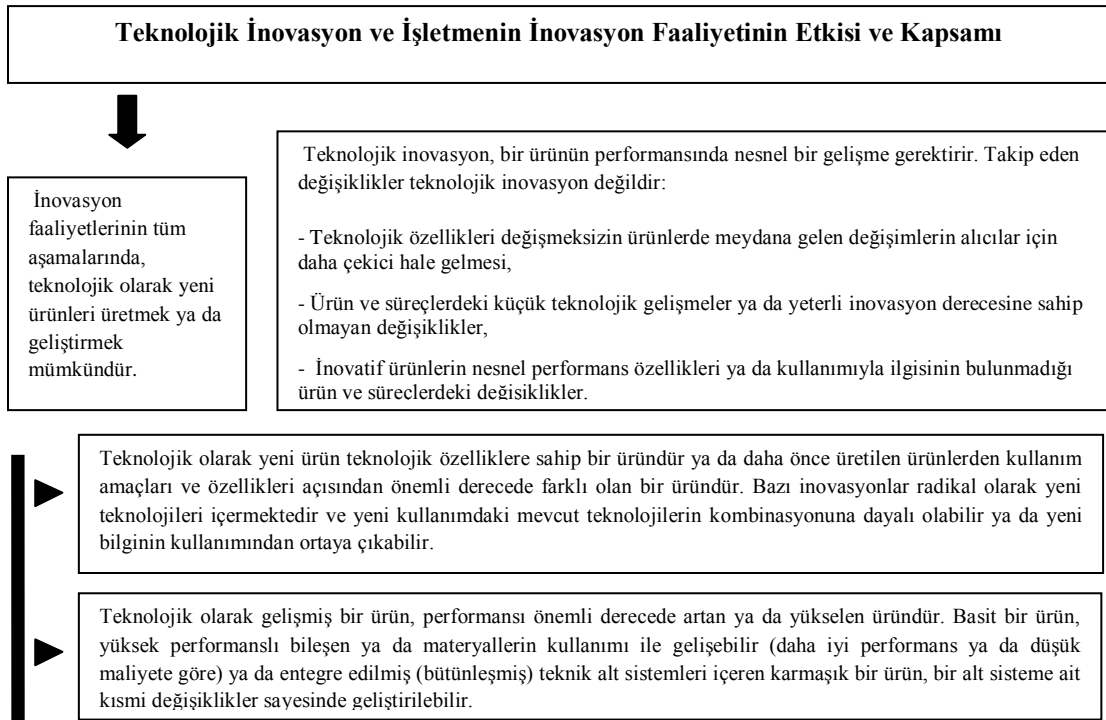 Teknolojik İnovasyon ve İşletmenin İnovasyon Faaliyetinin Etkisi ve Kapsamı
İnovasyon
faaliyetlerinin tüm
aşamalarında,
teknolojik olarak yeni
ürünleri üretmek ya da
geliştirmek
mümkündür.
Teknolojik inovasyon, bir ürünün performansında nesnel bir gelişme gerektirir. Takip eden
değişiklikler teknolojik inovasyon değildir:
- Teknolojik özellikleri değişmeksizin ürünlerde meydana gelen değişimlerin alıcılar için
daha çekici hale gelmesi,
- Ürün ve süreçlerdeki küçük teknolojik gelişmeler ya da yeterli inovasyon derecesine sahip
olmayan değişiklikler,
- İnovatif ürünlerin nesnel performans özellikleri ya da kullanımıyla ilgisinin bulunmadığı
ürün ve süreçlerdeki değişiklikler.
Teknolojik olarak yeni ürün teknolojik özelliklere sahip bir üründür ya da daha önce üretilen ürünlerden kullanım
amaçları ve özellikleri açısından önemli derecede farklı olan bir üründür. Bazı inovasyonlar radikal olarak yeni
teknolojileri içermektedir ve yeni kullanımdaki mevcut teknolojilerin kombinasyonuna dayalı olabilir ya da yeni
bilginin kullanımından ortaya çıkabilir.
Teknolojik olarak gelişmiş bir ürün, performansı önemli derecede artan ya da yükselen üründür. Basit bir ürün,
yüksek performanslı bileşen ya da materyallerin kullanımı ile gelişebilir (daha iyi performans ya da düşük
maliyete göre) ya da entegre edilmiş (bütünleşmiş) teknik alt sistemleri içeren karmaşık bir ürün, bir alt sisteme ait
kısmi değişiklikler sayesinde geliştirilebilir.